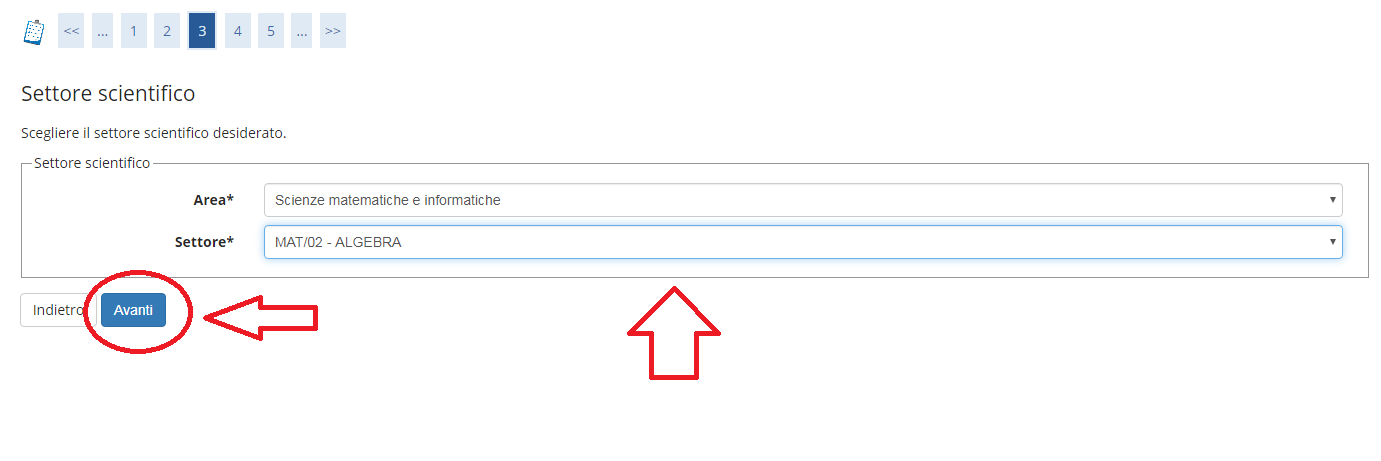 << ... 1 2 3 4 5 ... >>
Settore scientifico
Scegliere il settore scientifico desiderato.
Settore scientifico
Area* Scienze matematiche e informatiche
Settore* MAT/02 - ALGEBRA
Indietro Avanti